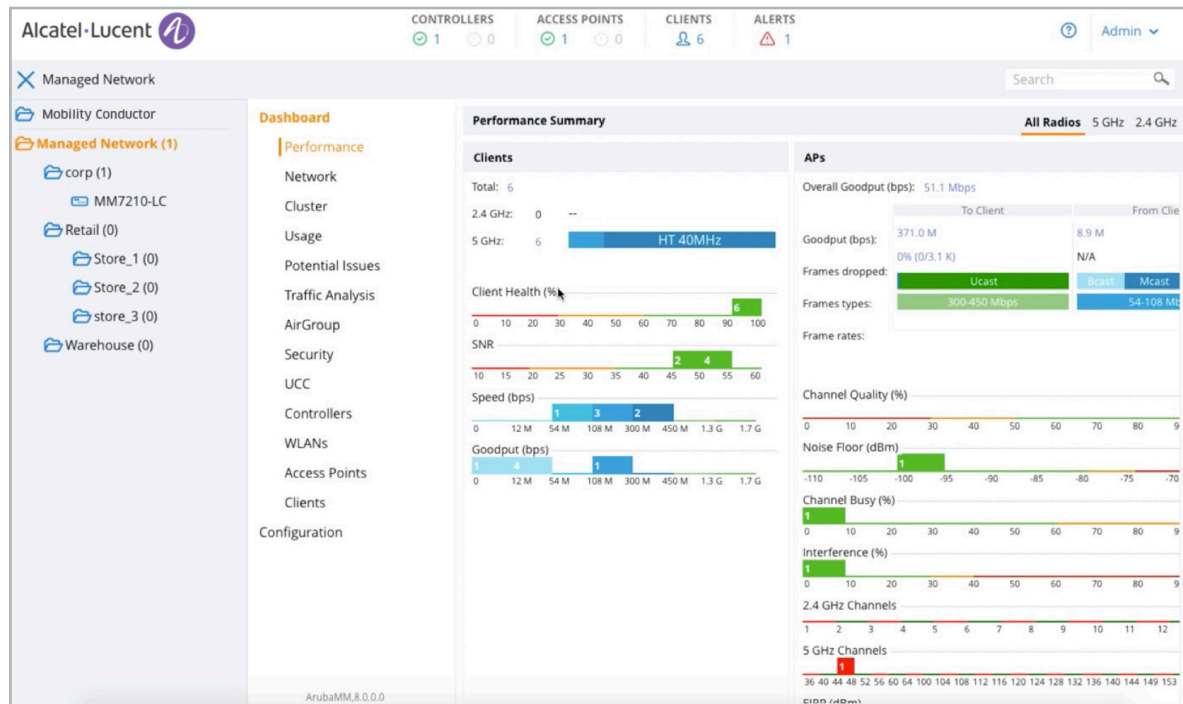 Alcatel·Lucent
CONTROLLERS ACCESS POINTS CLIENTS ALERTS
1 0 1 0 6 1
? Admin
Managed Network
Search
Mobility Conductor
Managed Network (1)
corp (1)
MM7210-LC
Retail (0)
Store_1 (0)
Store_2 (0)
store_3 (0)
Warehouse (0)
Dashboard
Performance
Network
Cluster
Usage
Potential Issues
Traffic Analysis
AirGroup
Security
UCC
Controllers
WLANs
Access Points
Clients
Configuration
ArubaMM,8.0.0.0
Performance Summary
All Radios 5 GHz 2.4 GHz
Clients
Total: 6
2.4 GHz: 0 --
5 GHz: 6 HT 40MHz
Client Health (%)
6
0 10 20 30 40 50 60 70 80 90 100
SNR
2 4
10 15 20 25 30 35 40 45 50 55 60
Speed (bps)
1 3 2
0 12 M 54 M 108 M 300 M 450 M 1.3 G 1.7 G
Goodput (bps)
1 4 1
0 12 M 54 M 108 M 300 M 450 M 1.3 G 1.7 G
APs
Overall Goodput (bps): 51.1 Mbps
To Client From Clie
Goodput (bps): 371.0 M 8.9 M
0% (0/3.1 K) N/A
Frames dropped:
Ucast Bcast Mcast
Frames types: 300-450 Mbps 54-108 Mb
Frame rates:
Channel Quality (%)
0 10 20 30 40 50 60 70 80 9
Noise Floor (dBm)
1
-110 -105 -100 -95 -90 -85 -80 -75 -70
Channel Busy (%)
1
0 10 20 30 40 50 60 70 80 9
Interference (%)
1
0 10 20 30 40 50 60 70 80 9
2.4 GHz Channels
1 2 3 4 5 6 7 8 9 10 11 12
5 GHz Channels
1
36 40 44 48 52 56 60 64 100 104 108 112 116 120 124 128 132 136 140 144 149 153
EIRP (dBm)